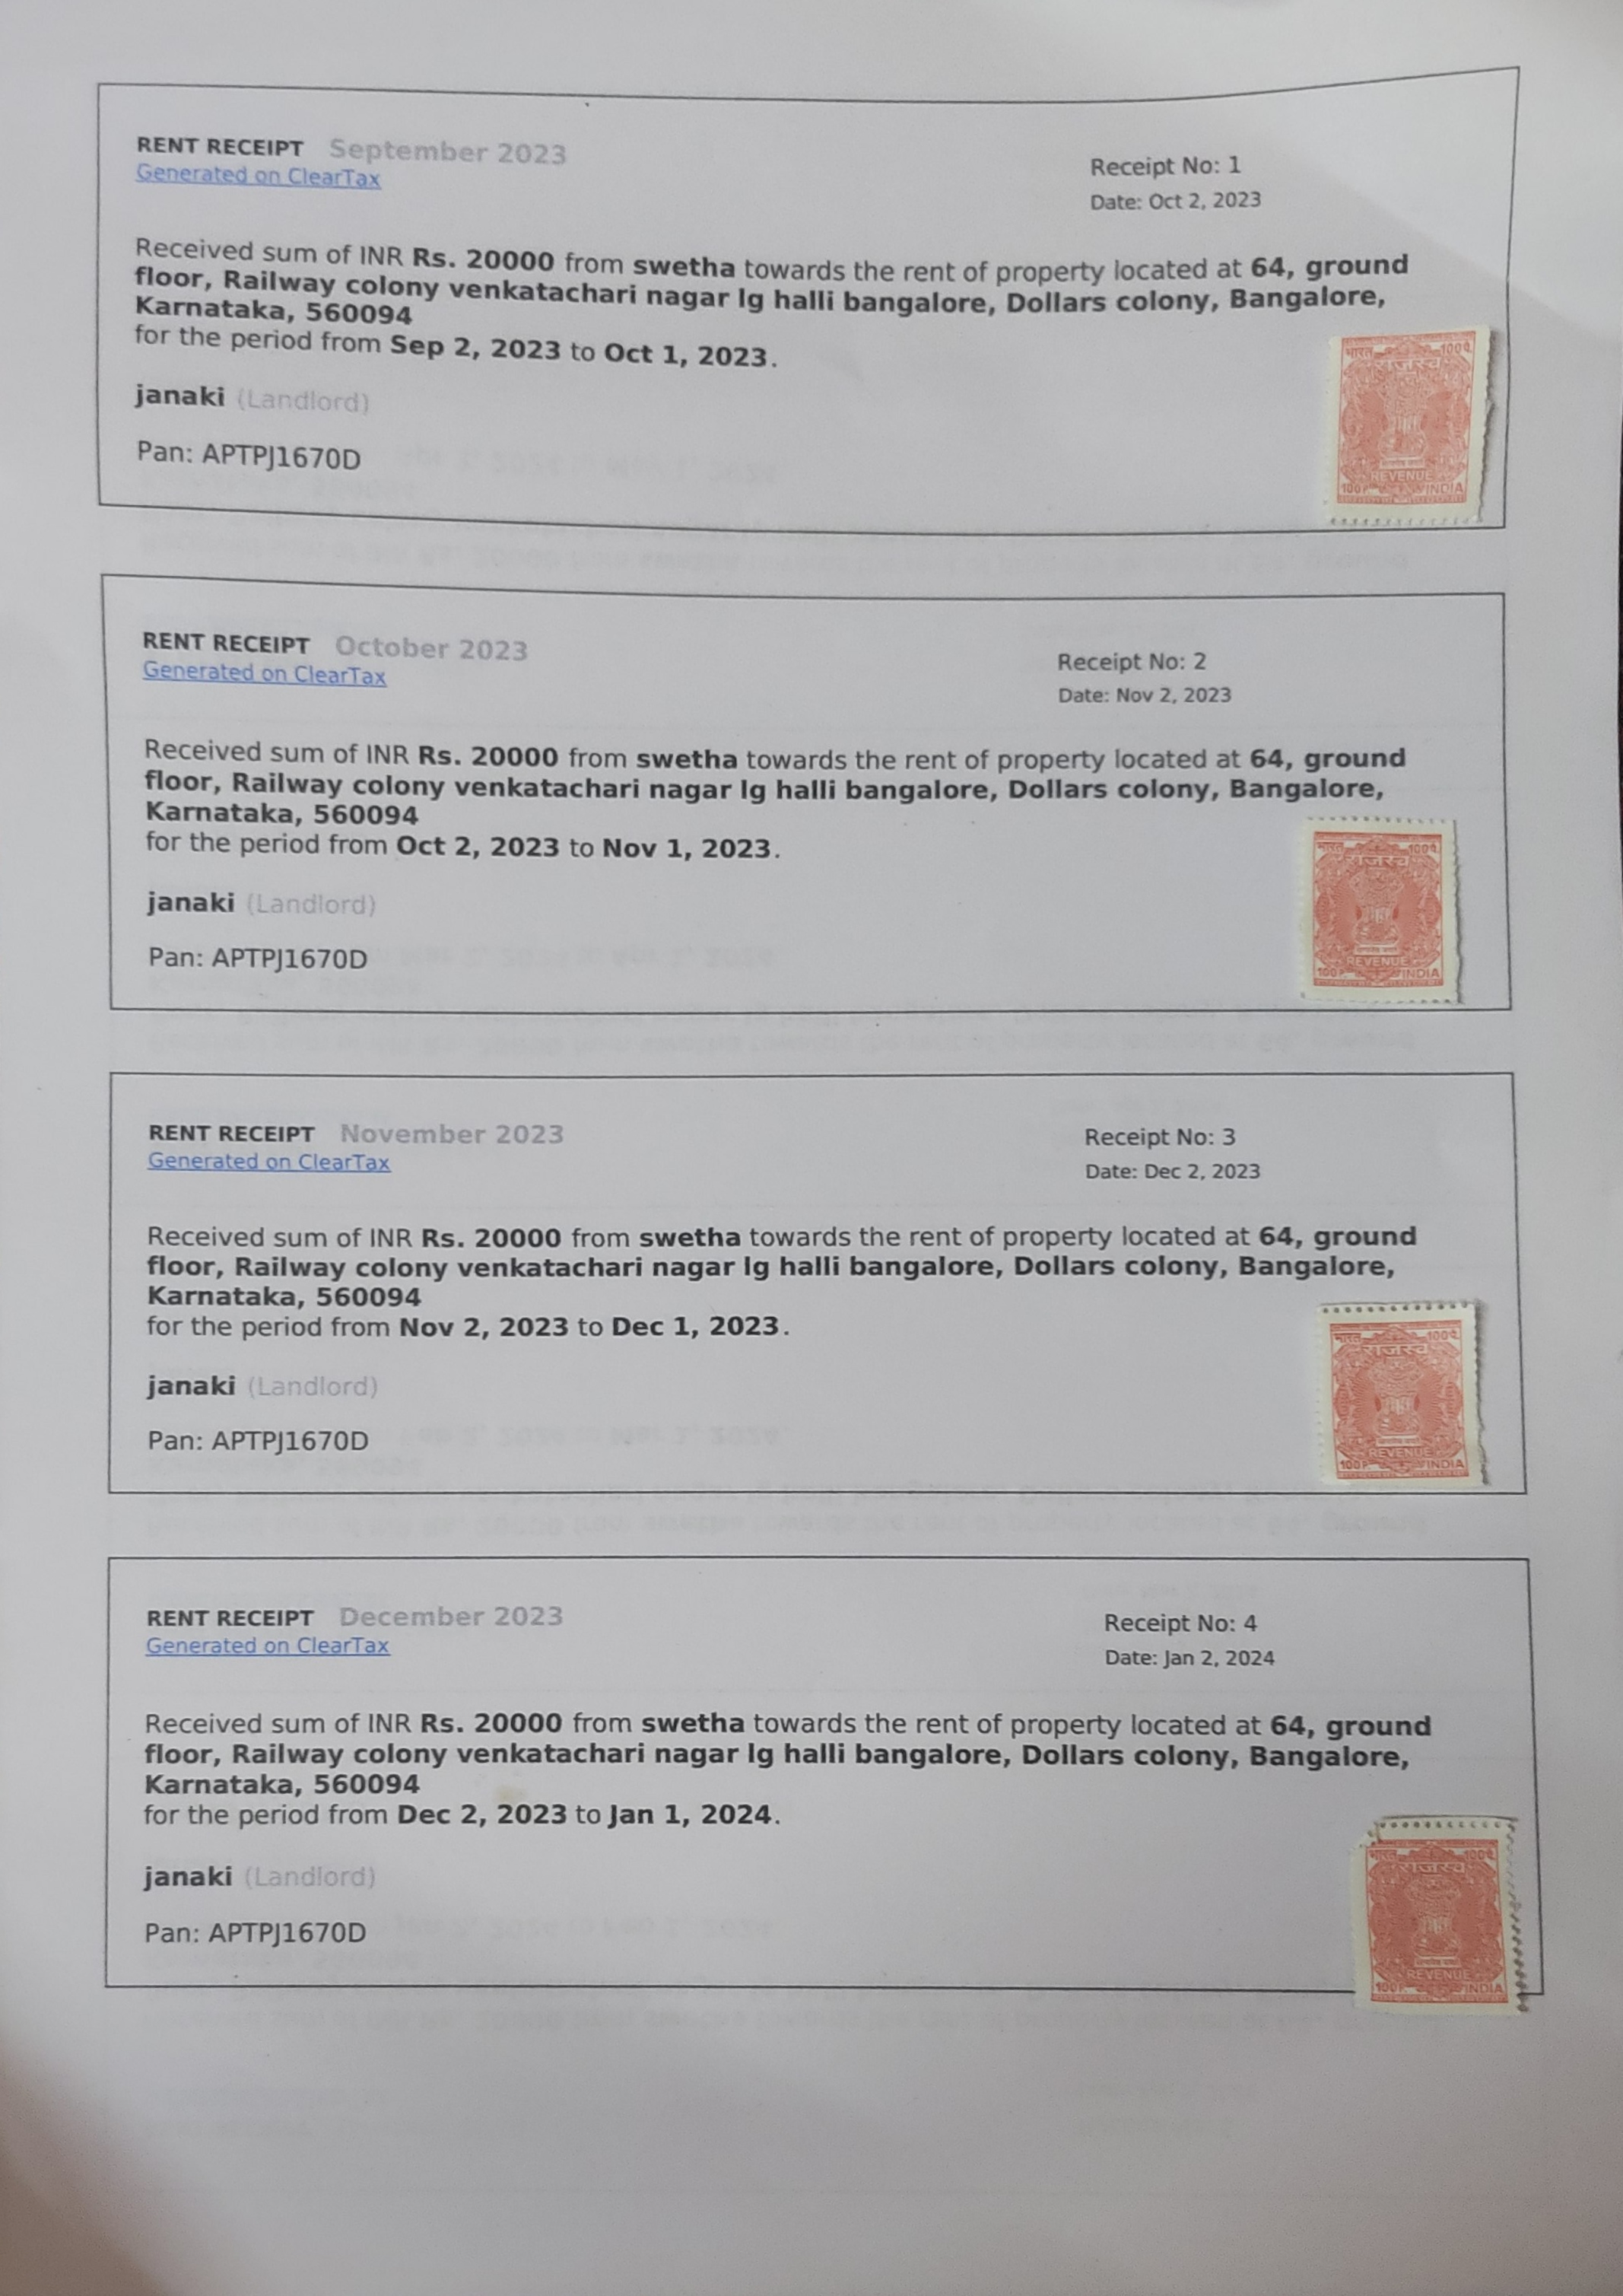 RENT RECEIPT September 2023
Generated on ClearTax
Receipt No: 1
Date: Oct 2, 2023
Received sum of INR Rs. 20000 from swetha towards the rent of property located at 64, ground
floor, Railway colony venkatachari nagar lg halli bangalore, Dollars colony, Bangalore,
Karnataka, 560094
for the period from Sep 2, 2023 to Oct 1, 2023.
janaki (Landlord)
Pan: APTPJ1670D
भारत 100पै.
राजस्व
REVENUE
100P. INDIA
RENT RECEIPT October 2023
Generated on ClearTax
Receipt No: 2
Date: Nov 2, 2023
Received sum of INR Rs. 20000 from swetha towards the rent of property located at 64, ground
floor, Railway colony venkatachari nagar lg halli bangalore, Dollars colony, Bangalore,
Karnataka, 560094
for the period from Oct 2, 2023 to Nov 1, 2023.
janaki (Landlord)
Pan: APTPJ1670D
भारत 100पै.
राजस्व
REVENUE
100P. INDIA
RENT RECEIPT November 2023
Generated on ClearTax
Receipt No: 3
Date: Dec 2, 2023
Received sum of INR Rs. 20000 from swetha towards the rent of property located at 64, ground
floor, Railway colony venkatachari nagar lg halli bangalore, Dollars colony, Bangalore,
Karnataka, 560094
for the period from Nov 2, 2023 to Dec 1, 2023.
janaki (Landlord)
Pan: APTPJ1670D
भारत 100पै.
राजस्व
REVENUE
100P. INDIA
RENT RECEIPT December 2023
Generated on ClearTax
Receipt No: 4
Date: Jan 2, 2024
Received sum of INR Rs. 20000 from swetha towards the rent of property located at 64, ground
floor, Railway colony venkatachari nagar lg halli bangalore, Dollars colony, Bangalore,
Karnataka, 560094
for the period from Dec 2, 2023 to Jan 1, 2024.
janaki (Landlord)
Pan: APTPJ1670D
भारत 100पै.
राजस्व
REVENUE
100P. INDIA